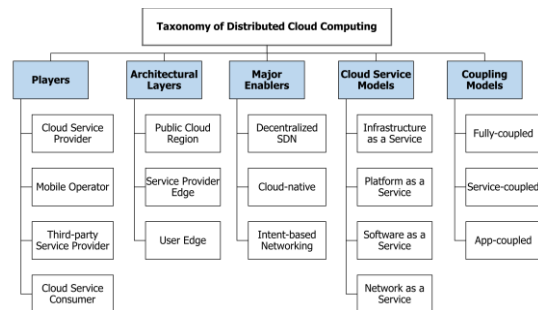 Taxonomy of Distributed Cloud Computing
Players
Architectural
Layers
Major
Enablers
Cloud Service
Models
Coupling
Models
Cloud Service
Provider
Mobile Operator
Third-party
Service Provider
Cloud Service
Consumer
Public Cloud
Region
Service Provider
Edge
User Edge
Decentralized
SDN
Cloud-native
Intent-based
Networking
Infrastructure
as a Service
Platform as a
Service
Software as a
Service
Network as a
Service
Fully-coupled
Service-coupled
App-coupled